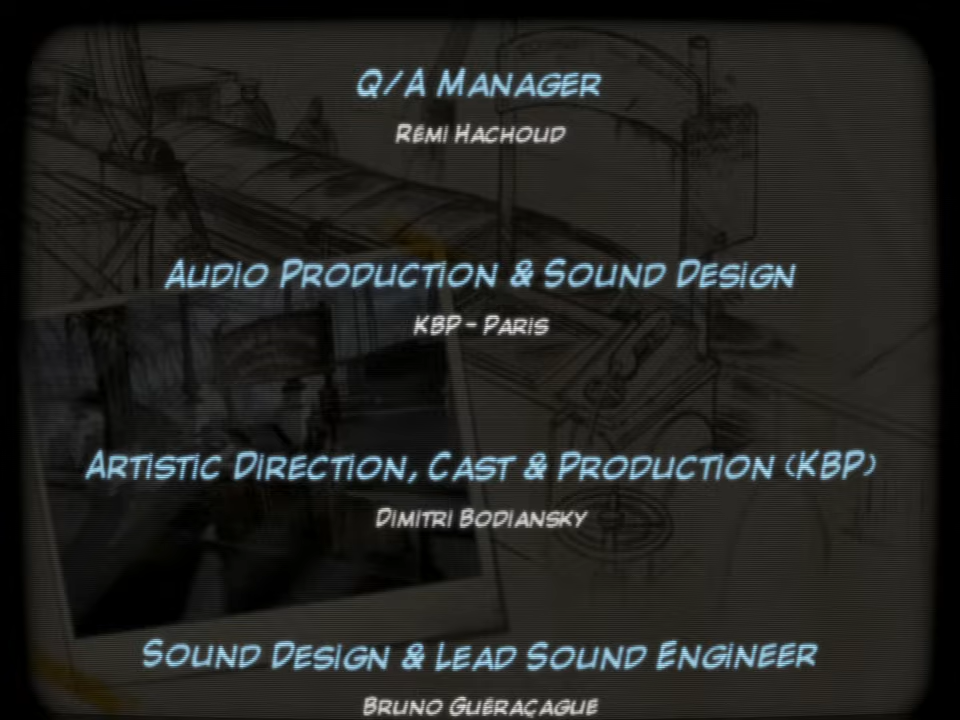 Q/A Manager
Rémi Hachoud
Audio Production & Sound Design
KBP - Paris
Artistic Direction, Cast & Production (KBP)
Dimitri Bodiansky
Sound Design & Lead Sound Engineer
Bruno Guéraçague